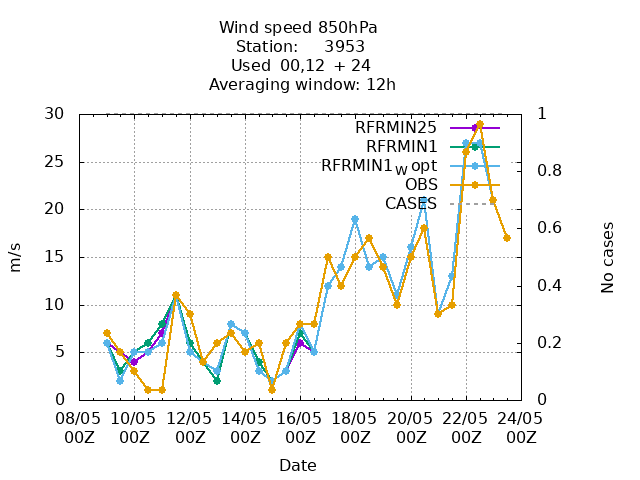 Wind speed 850hPa
Station: 3953
Used 00,12 + 24
Averaging window: 12h
30 1
RFRMIN25
RFRMIN1
25
RFRMIN1w opt
0.8
OBS
CASES
20
0.6
15
m/s
No cases
0.4
10
5 0.2
0 0
08/05 10/05 12/05 14/05 16/05 18/05 20/05 22/05 24/05
00Z 00Z 00Z 00Z 00Z 00Z 00Z 00Z 00Z
Date